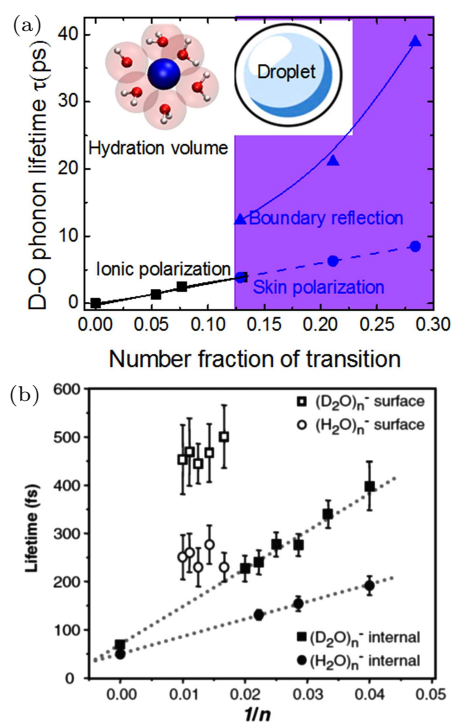 (a)
40
30
20
10
0
D-O phonon lifetime τ(ps)
Droplet
Hydration volume
Boundary reflection
Ionic polarization
Skin polarization
0.00 0.05 0.10 0.15 0.20 0.25 0.30
Number fraction of transition
(b)
600
500
400
300
200
100
0
Lifetime (fs)
(D₂O)ₙ⁻ surface
(H₂O)ₙ⁻ surface
(D₂O)ₙ⁻ internal
(H₂O)ₙ⁻ internal
0.00 0.01 0.02 0.03 0.04 0.05
1/n